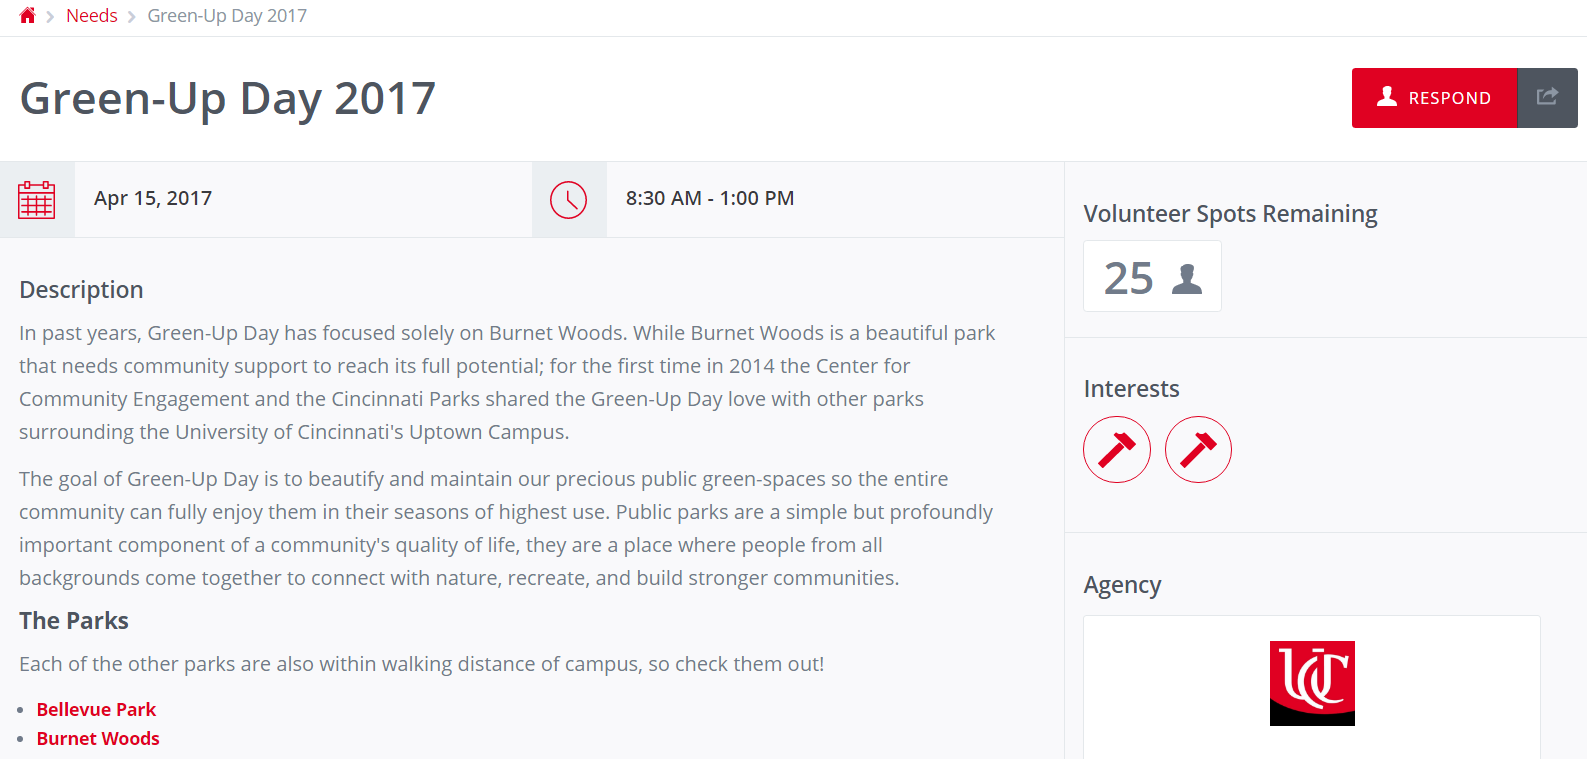 Needs
Green-Up Day 2017
Green-Up Day 2017
RESPOND
Apr 15, 2017
8:30 AM - 1:00 PM
Description
In past years, Green-Up Day has focused solely on Burnet Woods. While Burnet Woods is a beautiful park
that needs community support to reach its full potential; for the first time in 2014 the Center for
Community Engagement and the Cincinnati Parks shared the Green-Up Day love with other parks
surrounding the University of Cincinnati's Uptown Campus.
The goal of Green-Up Day is to beautify and maintain our precious public green-spaces so the entire
community can fully enjoy them in their seasons of highest use. Public parks are a simple but profoundly
important component of a community's quality of life, they are a place where people from all
backgrounds come together to connect with nature, recreate, and build stronger communities.
The Parks
Each of the other parks are also within walking distance of campus, so check them out!
Bellevue Park
Burnet Woods
Volunteer Spots Remaining
25
Interests
Agency
UC